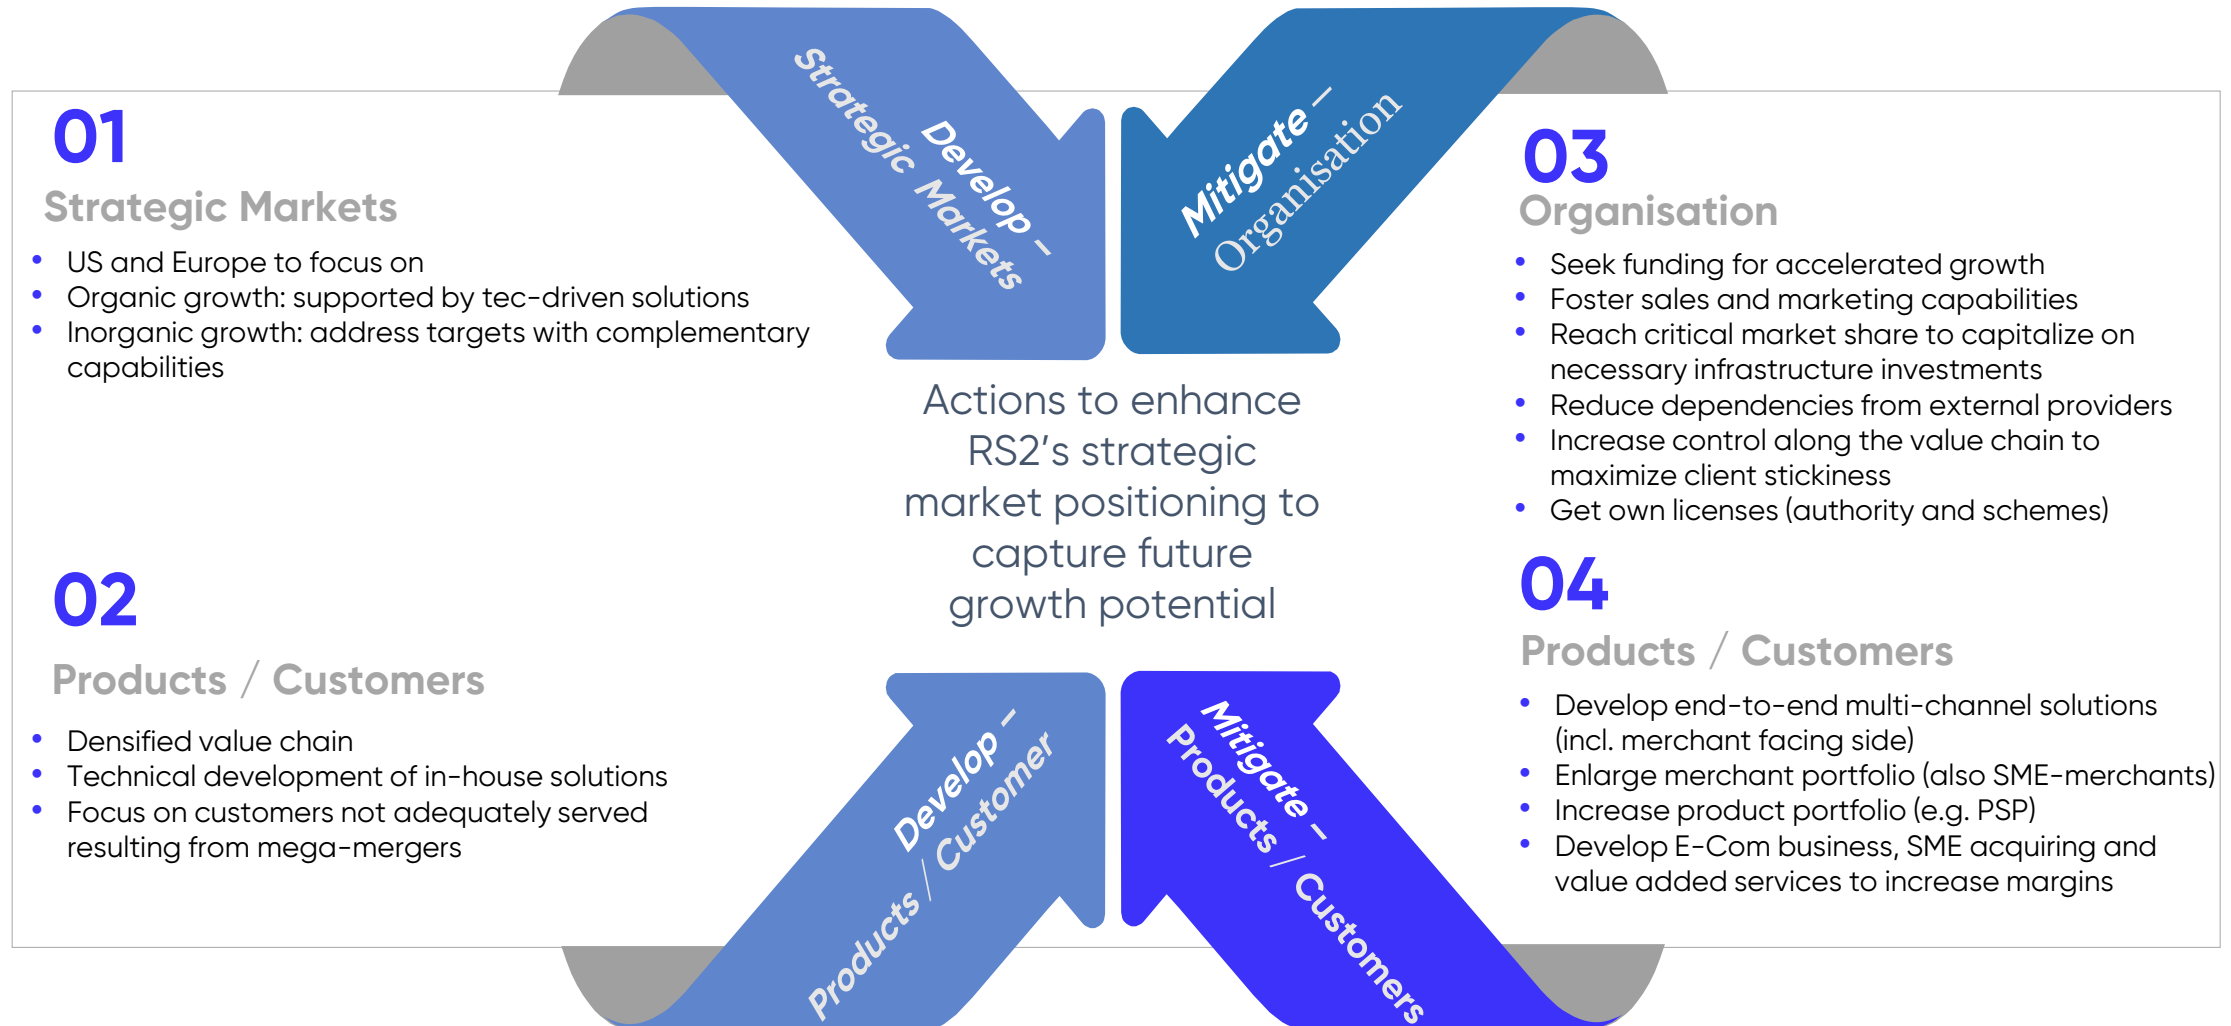 01
Strategic Markets
• US and Europe to focus on
• Organic growth: supported by tec-driven solutions
• Inorganic growth: address targets with complementary
capabilities
02
Products / Customers
• Densified value chain
• Technical development of in-house solutions
• Focus on customers not adequately served
resulting from mega-mergers
Develop –
Strategic Markets
Mitigate –
Organisation
Actions to enhance
RS2’s strategic
market positioning to
capture future
growth potential
Develop –
Products / Customer
Mitigate –
Products / Customers
03
Organisation
• Seek funding for accelerated growth
• Foster sales and marketing capabilities
• Reach critical market share to capitalize on
necessary infrastructure investments
• Reduce dependencies from external providers
• Increase control along the value chain to
maximize client stickiness
• Get own licenses (authority and schemes)
04
Products / Customers
• Develop end-to-end multi-channel solutions
(incl. merchant facing side)
• Enlarge merchant portfolio (also SME-merchants)
• Increase product portfolio (e.g. PSP)
• Develop E-Com business, SME acquiring and
value added services to increase margins